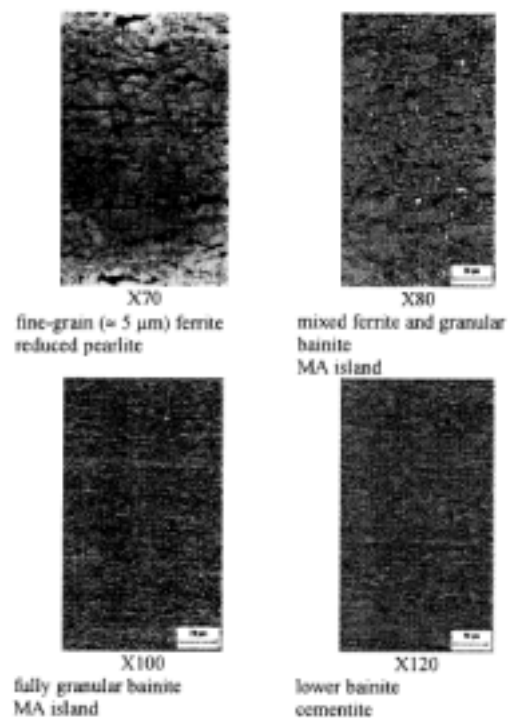 X70
fine-grain (≈ 5 μm) ferrite
reduced pearlite
X80
mixed ferrite and granular
bainite
MA island
X100
fully granular bainite
MA island
X120
lower bainite
cementite